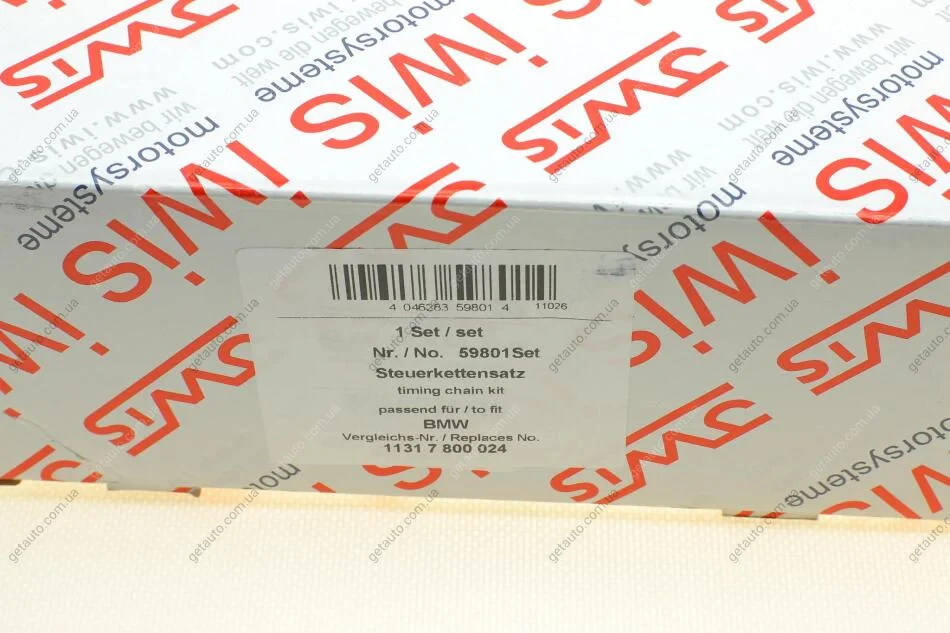 iwis
motorsysteme
wir bewegen die welt
www.iwis.com
4 046283 59801 4 11026
1 Set / set
Nr. / No. 59801Set
Steuerkettensatz
timing chain kit
passend für / to fit
BMW
Vergleichs-Nr. / Replaces No.
1131 7 800 024
getauto.com.ua